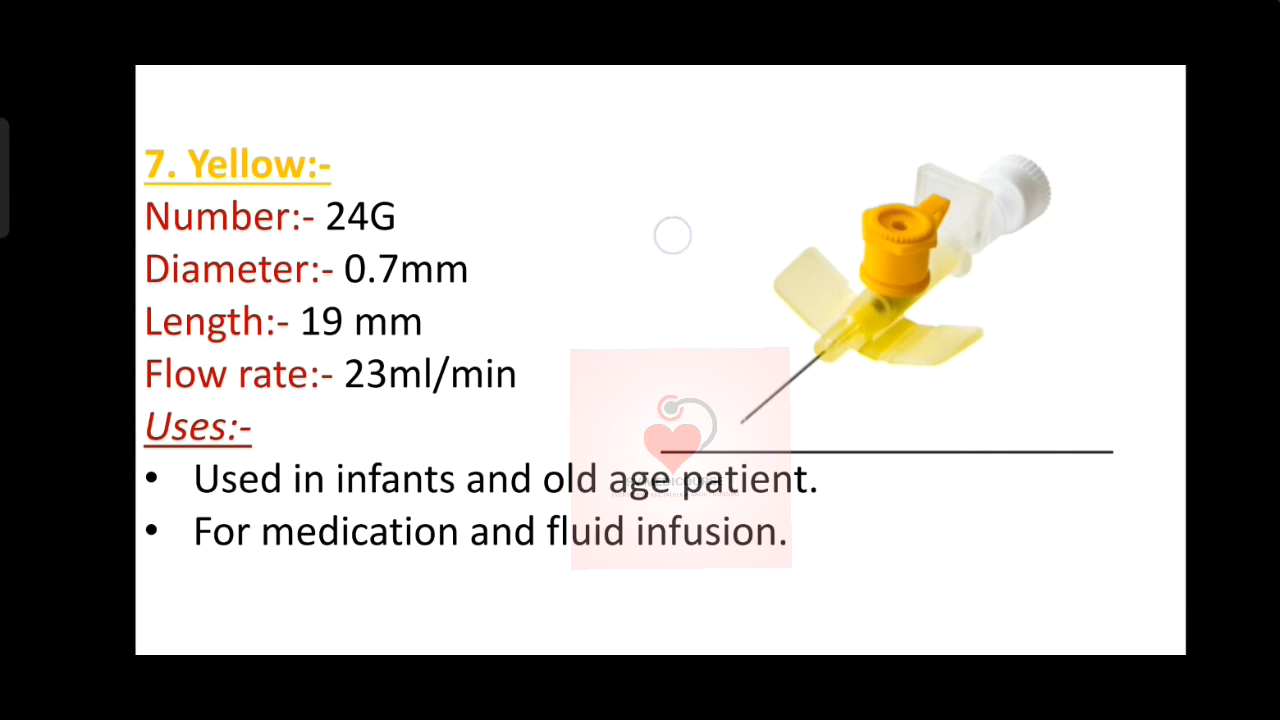 7. Yellow:-
Number:- 24G
Diameter:- 0.7mm
Length:- 19 mm
Flow rate:- 23ml/min
Uses:-
• Used in infants and old age patient.
• For medication and fluid infusion.